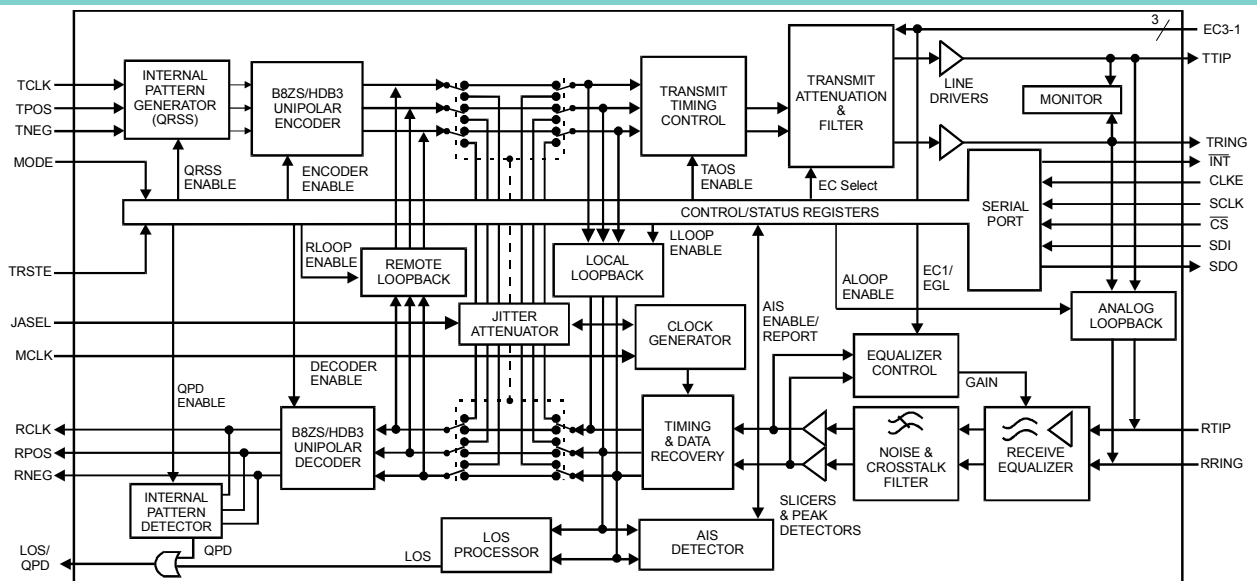 3
EC3-1
TCLK
TPOS
TNEG
MODE
TRSTE
JASEL
MCLK
RCLK
RPOS
RNEG
LOS/
QPD
INTERNAL
PATTERN
GENERATOR
(QRSS)
B8ZS/HDB3
UNIPOLAR
ENCODER
TRANSMIT
TIMING
CONTROL
TRANSMIT
ATTENUATION
&
FILTER
LINE
DRIVERS
MONITOR
TTIP
TRING
INT
CLKE
SCLK
CS
SDI
SDO
QRSS
ENABLE
ENCODER
ENABLE
TAOS
ENABLE
EC Select
CONTROL/STATUS REGISTERS
SERIAL
PORT
RLOOP
ENABLE
REMOTE
LOOPBACK
LLOOP
ENABLE
LOCAL
LOOPBACK
ALOOP
ENABLE
EC1/
EGL
ANALOG
LOOPBACK
JITTER
ATTENUATOR
CLOCK
GENERATOR
AIS
ENABLE/
REPORT
EQUALIZER
CONTROL
GAIN
DECODER
ENABLE
QPD
ENABLE
B8ZS/HDB3
UNIPOLAR
DECODER
TIMING
& DATA
RECOVERY
NOISE &
CROSSTALK
FILTER
RECEIVE
EQUALIZER
RTIP
RRING
INTERNAL
PATTERN
DETECTOR
QPD
LOS
LOS
PROCESSOR
AIS
DETECTOR
SLICERS
& PEAK
DETECTORS